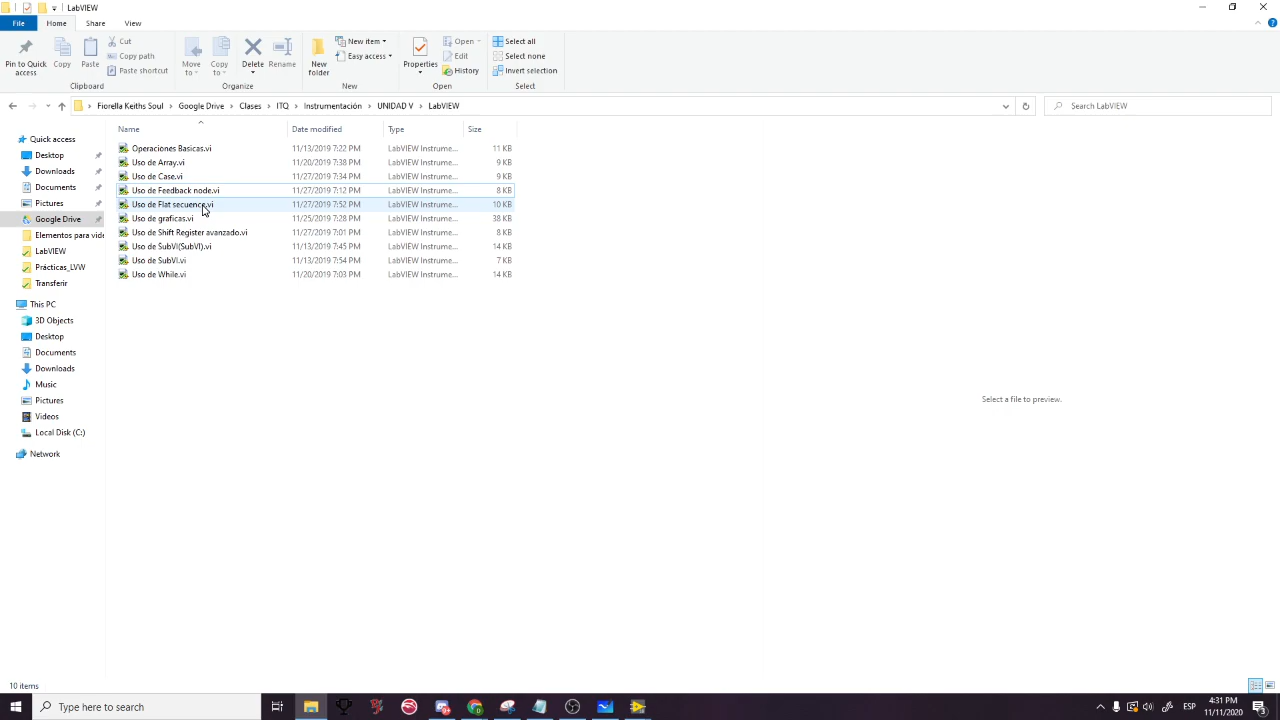 LabVIEW
File Home Share View
Pin to Quick access
Copy
Paste
Cut
Copy path
Paste shortcut
Clipboard
Move to
Copy to
Delete
Rename
Organize
New folder
New item
Easy access
New
Properties
Open
Edit
History
Open
Select all
Select none
Invert selection
Select
Fiorella Keiths Soul > Google Drive > Clases > ITQ > Instrumentación > UNIDAD V > LabVIEW
Search LabVIEW
Quick access
Desktop
Downloads
Documents
Pictures
Google Drive
Elementos para vide
LabVIEW
Prácticas_LVW
Transferir
This PC
3D Objects
Desktop
Documents
Downloads
Music
Pictures
Videos
Local Disk (C:)
Network
Name Date modified Type Size
Operaciones Basicas.vi 11/13/2019 7:22 PM LabVIEW Instrume... 11 KB
Uso de Array.vi 11/20/2019 7:38 PM LabVIEW Instrume... 9 KB
Uso de Case.vi 11/27/2019 7:34 PM LabVIEW Instrume... 9 KB
Uso de Feedback node.vi 11/27/2019 7:12 PM LabVIEW Instrume... 8 KB
Uso de Flat secuence.vi 11/27/2019 7:52 PM LabVIEW Instrume... 10 KB
Uso de graficas.vi 11/25/2019 7:28 PM LabVIEW Instrume... 38 KB
Uso de Shift Register avanzado.vi 11/27/2019 7:01 PM LabVIEW Instrume... 8 KB
Uso de SubVI(SubVI).vi 11/13/2019 7:45 PM LabVIEW Instrume... 14 KB
Uso de SubVI.vi 11/13/2019 7:54 PM LabVIEW Instrume... 7 KB
Uso de While.vi 11/20/2019 7:03 PM LabVIEW Instrume... 14 KB
Select a file to preview.
10 items
Type here to search
ESP
4:31 PM
11/11/2020
3